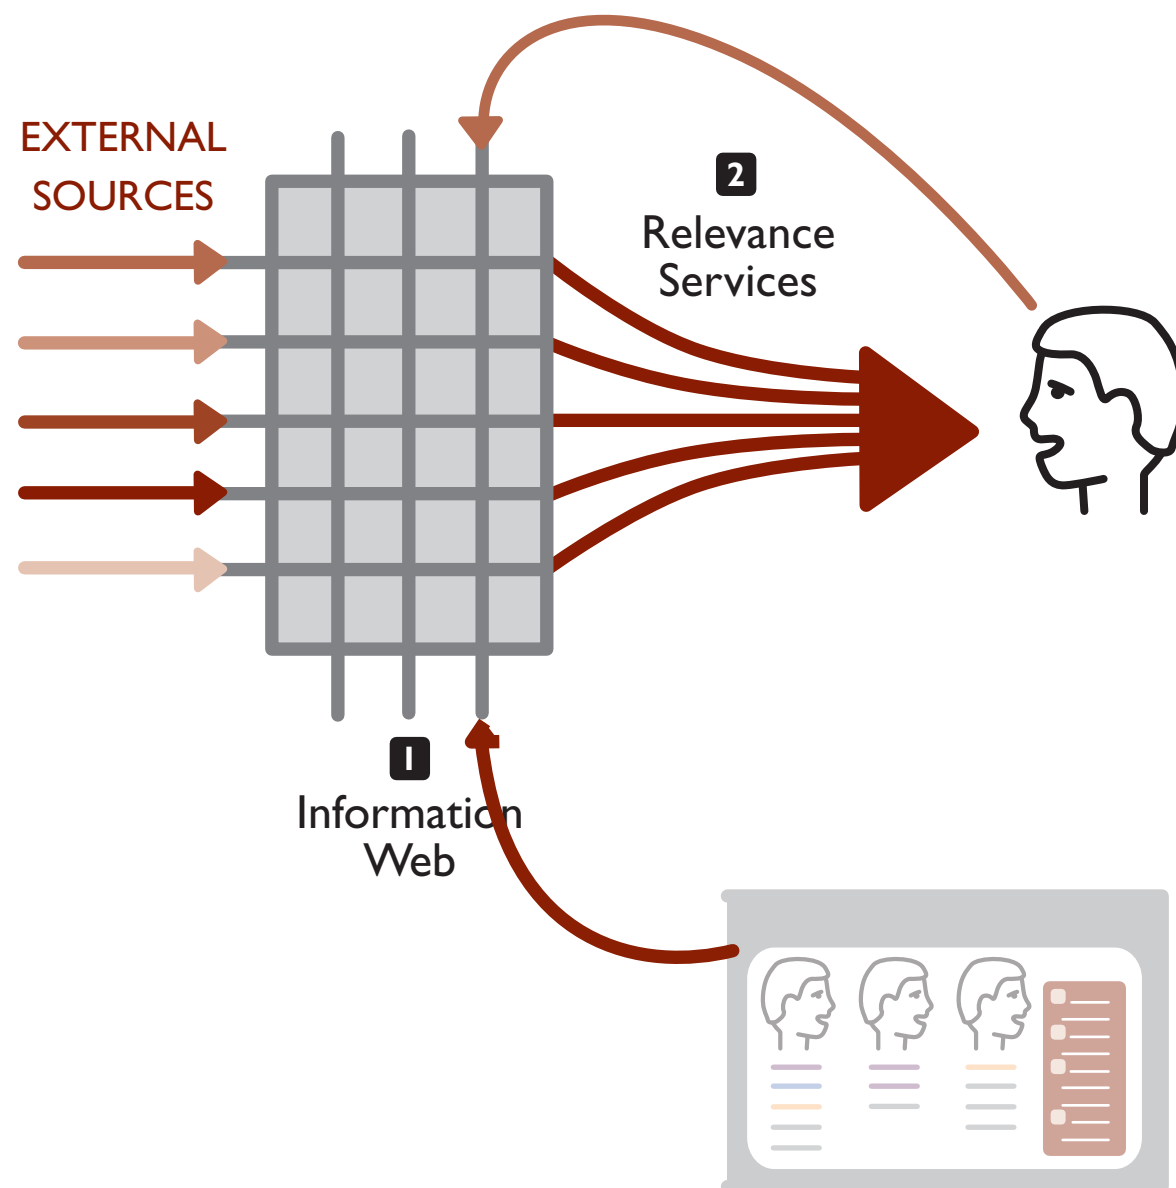 EXTERNAL
SOURCES
2
Relevance
Services
1
Information
Web